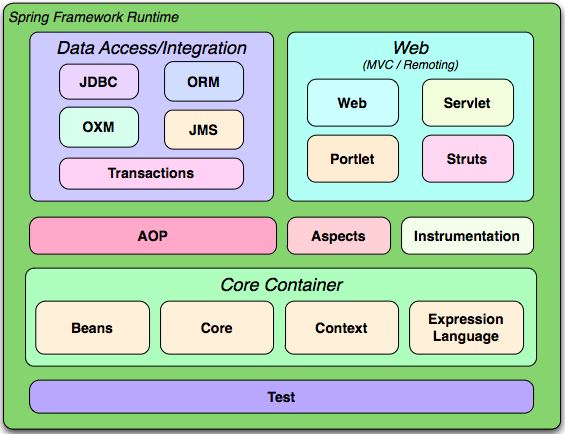 Spring Framework Runtime
Data Access/Integration
JDBC
ORM
OXM
JMS
Transactions
Web
(MVC / Remoting)
Web
Servlet
Portlet
Struts
AOP
Aspects
Instrumentation
Core Container
Beans
Core
Context
Expression
Language
Test